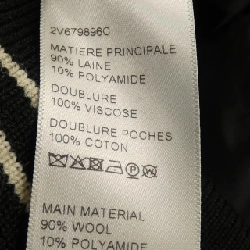 2V679896C
MATIERE PRINCIPALE
90% LAINE
10% POLYAMIDE
DOUBLURE
100% VISCOSE
DOUBLURE POCHES
100% COTON
MAIN MATERIAL
90% WOOL
10% POLYAMIDE